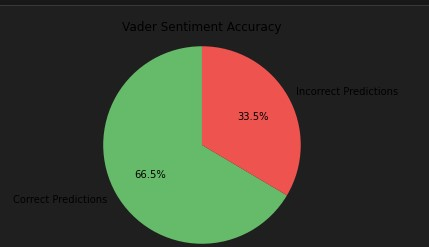 Vader Sentiment Accuracy
Incorrect Predictions
33.5%
66.5%
Correct Predictions